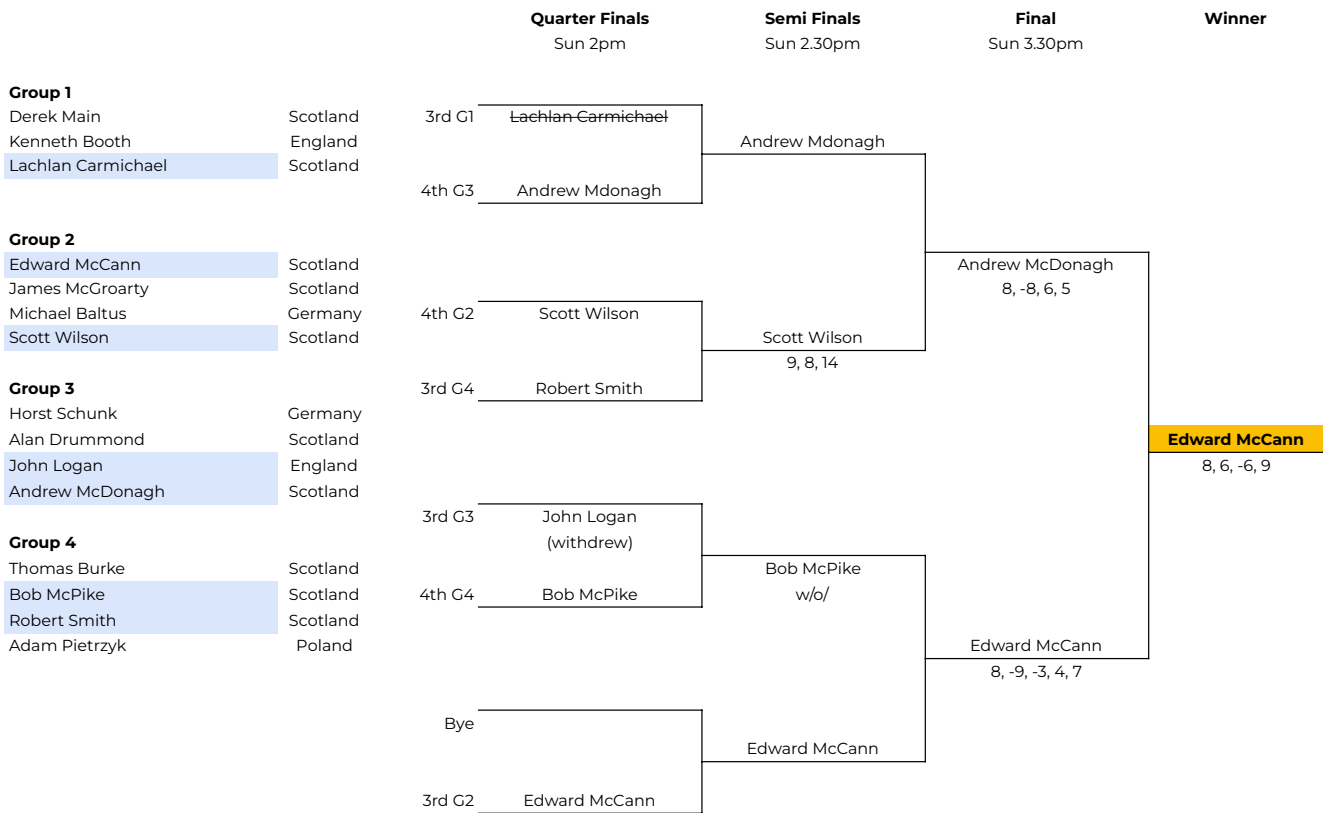 Quarter Finals Semi Finals Final Winner
Sun 2pm Sun 2.30pm Sun 3.30pm
Group 1
Derek Main Scotland 3rd G1 Lachlan Carmichael
Kenneth Booth England Andrew Mdonagh
Lachlan Carmichael Scotland
4th G3 Andrew Mdonagh
Group 2
Edward McCann Scotland Andrew McDonagh
James McGroarty Scotland 8, -8, 6, 5
Michael Baltus Germany 4th G2 Scott Wilson
Scott Wilson Scotland Scott Wilson
9, 8, 14
Group 3 3rd G4 Robert Smith
Horst Schunk Germany
Alan Drummond Scotland Edward McCann
John Logan England 8, 6, -6, 9
Andrew McDonagh Scotland
3rd G3 John Logan
Group 4 (withdrew)
Thomas Burke Scotland Bob McPike
Bob McPike Scotland 4th G4 Bob McPike w/o/
Robert Smith Scotland
Adam Pietrzyk Poland Edward McCann
8, -9, -3, 4, 7
Bye
Edward McCann
3rd G2 Edward McCann